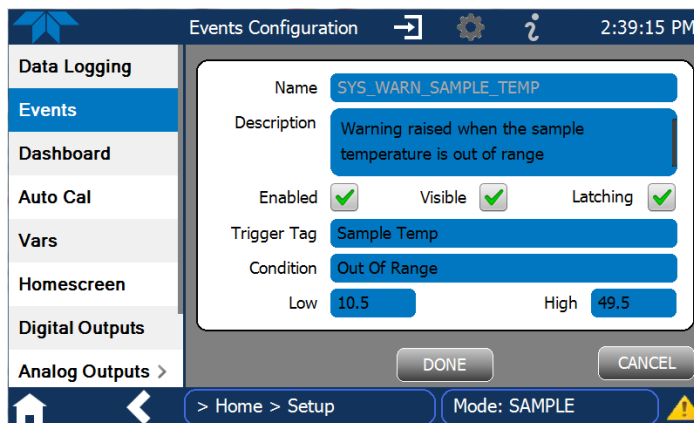 Events Configuration
2:39:15 PM
Data Logging
Events
Dashboard
Auto Cal
Vars
Homescreen
Digital Outputs
Analog Outputs >
Name SYS_WARN_SAMPLE_TEMP
Description Warning raised when the sample
temperature is out of range
Enabled Visible Latching
Trigger Tag Sample Temp
Condition Out Of Range
Low 10.5 High 49.5
DONE CANCEL
> Home > Setup Mode: SAMPLE